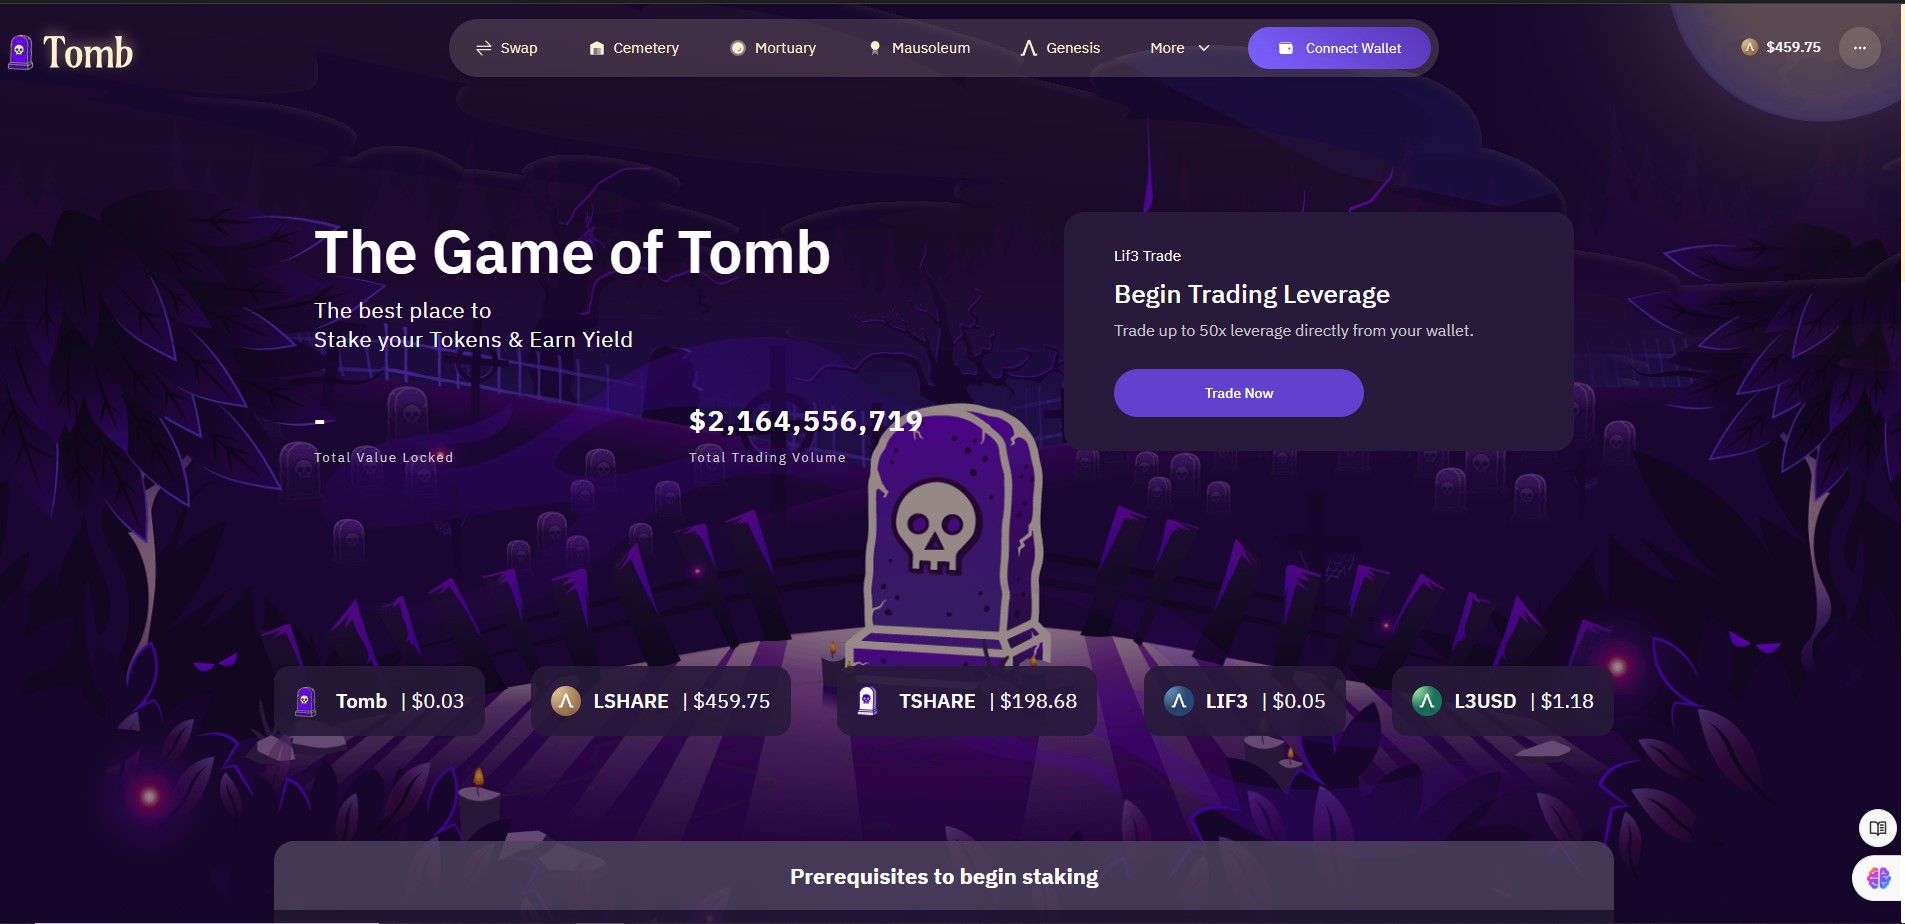 Tomb
Swap
Cemetery
Mortuary
Mausoleum
Genesis
More
Connect Wallet
$459.75
The Game of Tomb
The best place to
Stake your Tokens & Earn Yield
-
Total Value Locked
$2,164,556,719
Total Trading Volume
Lif3 Trade
Begin Trading Leverage
Trade up to 50x leverage directly from your wallet.
Trade Now
Tomb | $0.03
LSHARE | $459.75
TSHARE | $198.68
LIF3 | $0.05
L3USD | $1.18
Prerequisites to begin staking